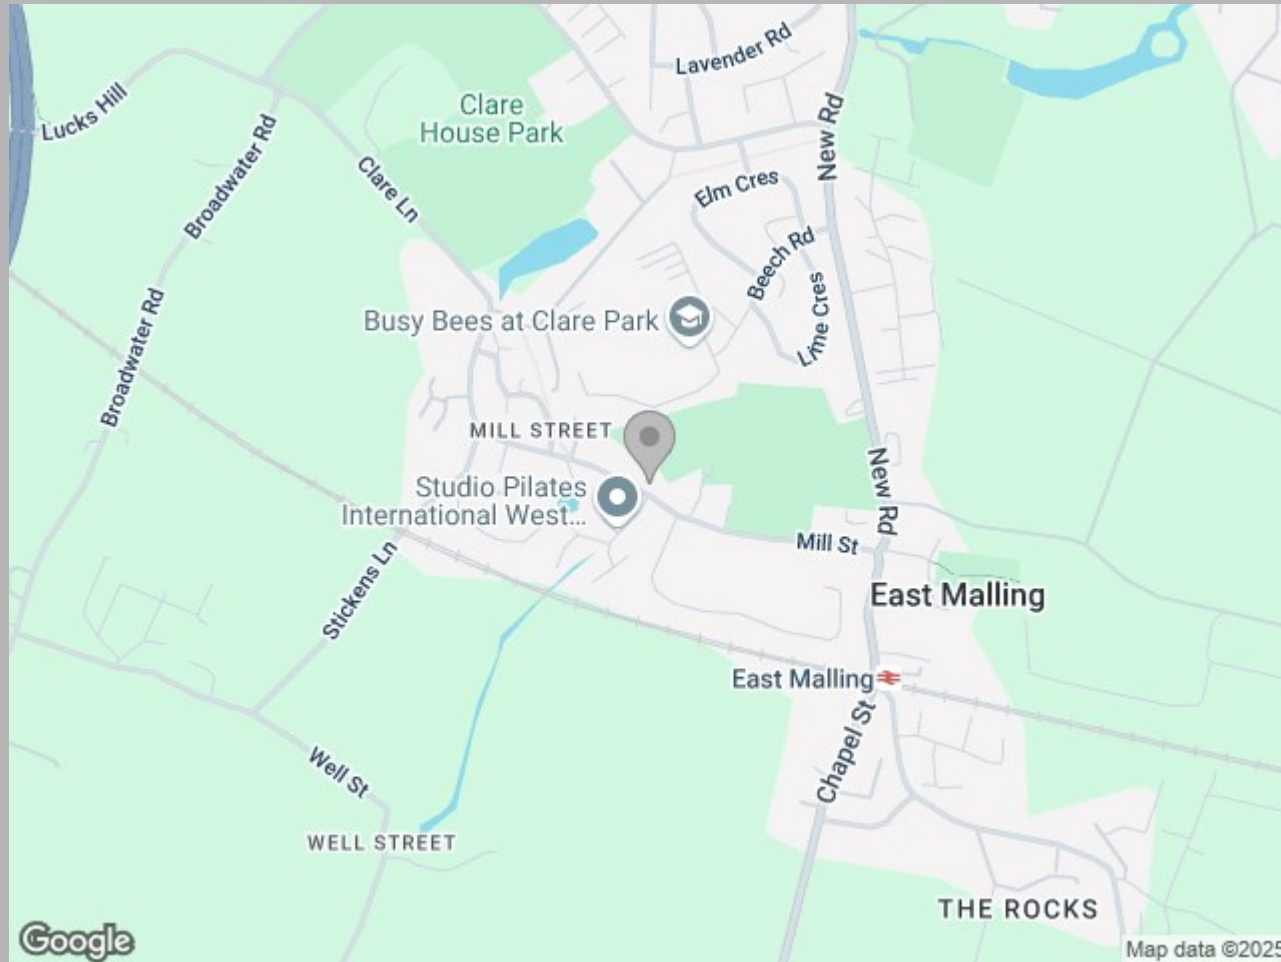 Lavender Rd
Lucks Hill
Clare
House Park
New Rd
Broadwater Rd
Clare Ln
Elm Cres
Beech Rd
Lime Cres
Broadwater Rd
Busy Bees at Clare Park
MILL STREET
Studio Pilates
International West...
New Rd
Mill St
Stickens Ln
East Malling
East Malling
Chapel St
Well St
WELL STREET
THE ROCKS
Google
Map data ©2025